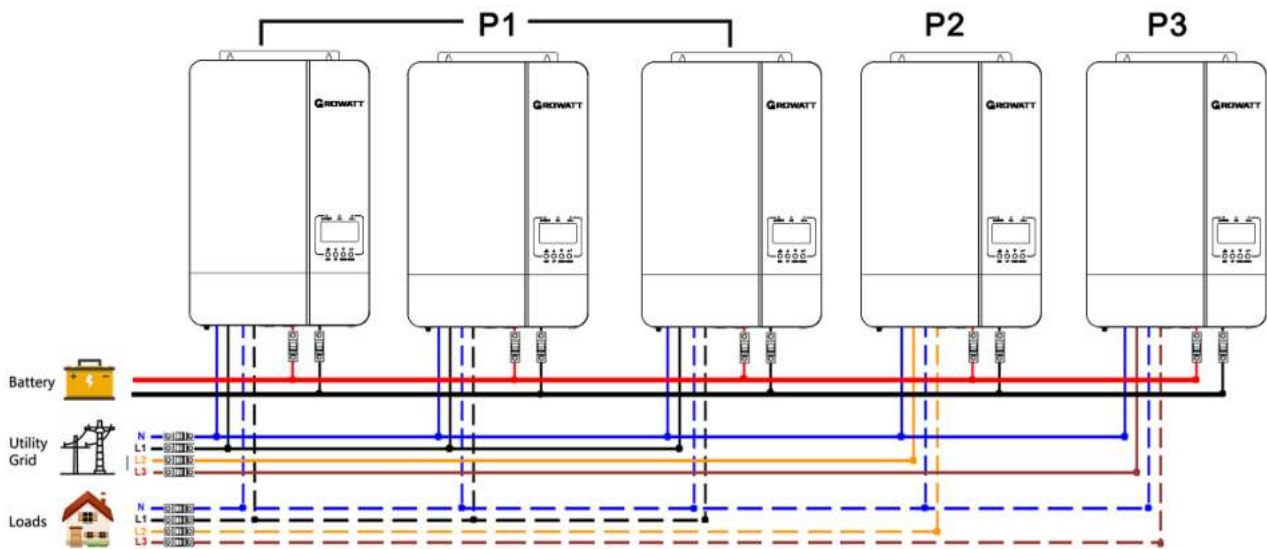 P1 P2 P3
GROWATT GROWATT GROWATT GROWATT GROWATT
Battery + -
N
Utility L1
Grid L2
L3
N
Loads L1
L2
L3